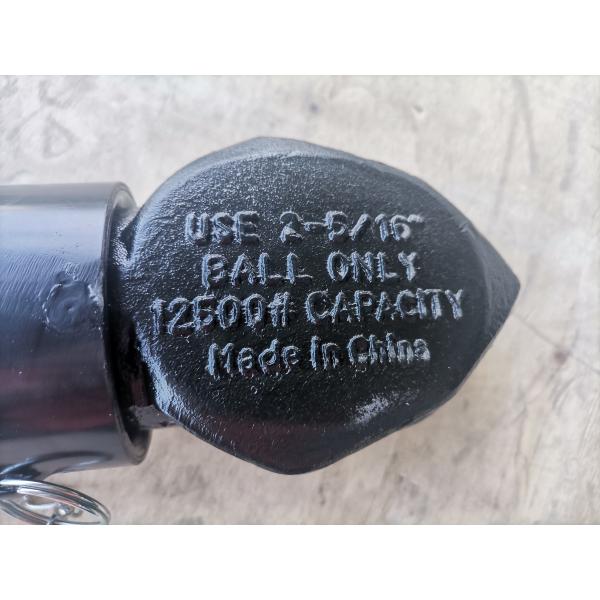 USE 2-5/16"
BALL ONLY
12500# CAPACITY
Made in China